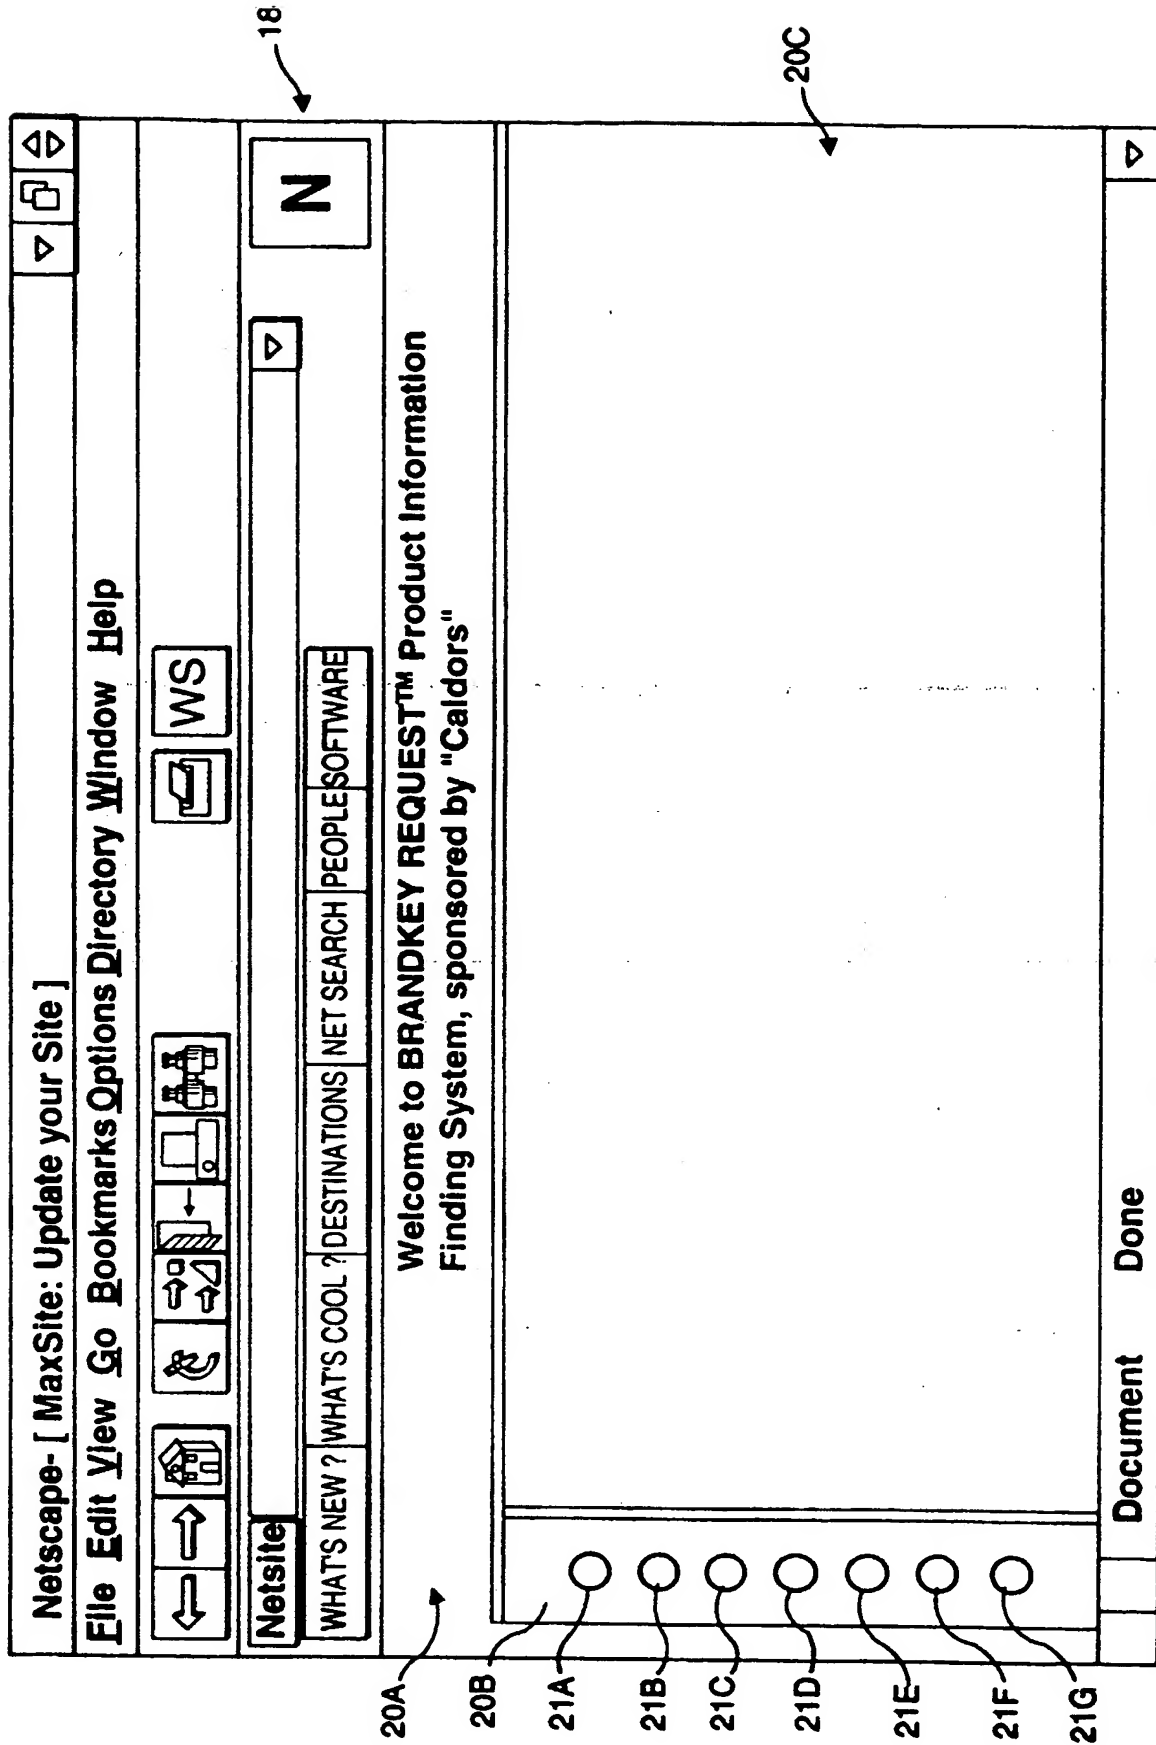 Netscape- [ MaxSite: Update your Site ]
File Edit View Go Bookmarks Options Directory Window Help
WS
Netsite
N
18
WHAT'S NEW ? WHAT'S COOL ? DESTINATIONS NET SEARCH PEOPLE SOFTWARE
20A
Welcome to BRANDKEY REQUEST™ Product Information
Finding System, sponsored by "Caldors"
20B
20C
21A
21B
21C
21D
21E
21F
21G
Document Done